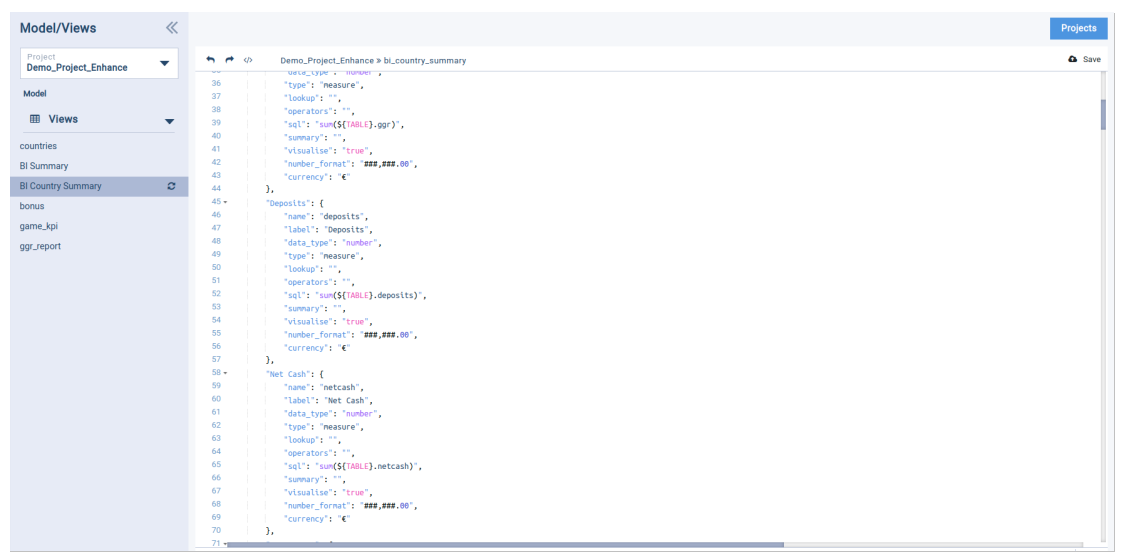 Model/Views
Projects
Project
Demo_Project_Enhance
Model
Views
countries
BI Summary
BI Country Summary
bonus
game_kpi
ggr_report
</> Demo_Project_Enhance » bi_country_summary
Save
35 "data_type": "number",
36 "type": "measure",
37 "lookup": "",
38 "operators": "",
39 "sql": "sum(${TABLE}.ggr)",
40 "summary": "",
41 "visualise": "true",
42 "number_format": "###,###.00",
43 "currency": "€"
44 },
45 "Deposits": {
46 "name": "deposits",
47 "label": "Deposits",
48 "data_type": "number",
49 "type": "measure",
50 "lookup": "",
51 "operators": "",
52 "sql": "sum(${TABLE}.deposits)",
53 "summary": "",
54 "visualise": "true",
55 "number_format": "###,###.00",
56 "currency": "€"
57 },
58 "Net Cash": {
59 "name": "netcash",
60 "label": "Net Cash",
61 "data_type": "number",
62 "type": "measure",
63 "lookup": "",
64 "operators": "",
65 "sql": "sum(${TABLE}.netcash)",
66 "summary": "",
67 "visualise": "true",
68 "number_format": "###,###.00",
69 "currency": "€"
70 },
71